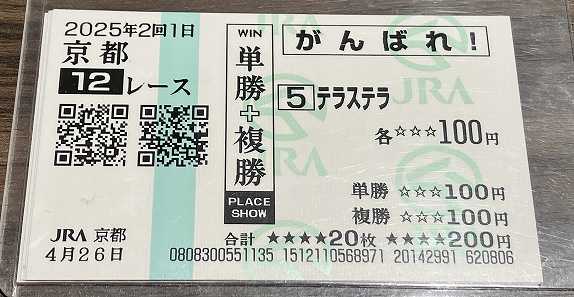 2025年2回1日
京都
12レース
JRA 京都
4月26日
WIN
単勝+複勝
PLACE
SHOW
がんばれ!
5 テラステラ
各☆☆☆100円
単勝 ☆☆☆100円
複勝 ☆☆☆100円
合計 ★★★★20枚 ★★★★200円
0808300551135 1512110568971 20142991 620806
JRA
JRA